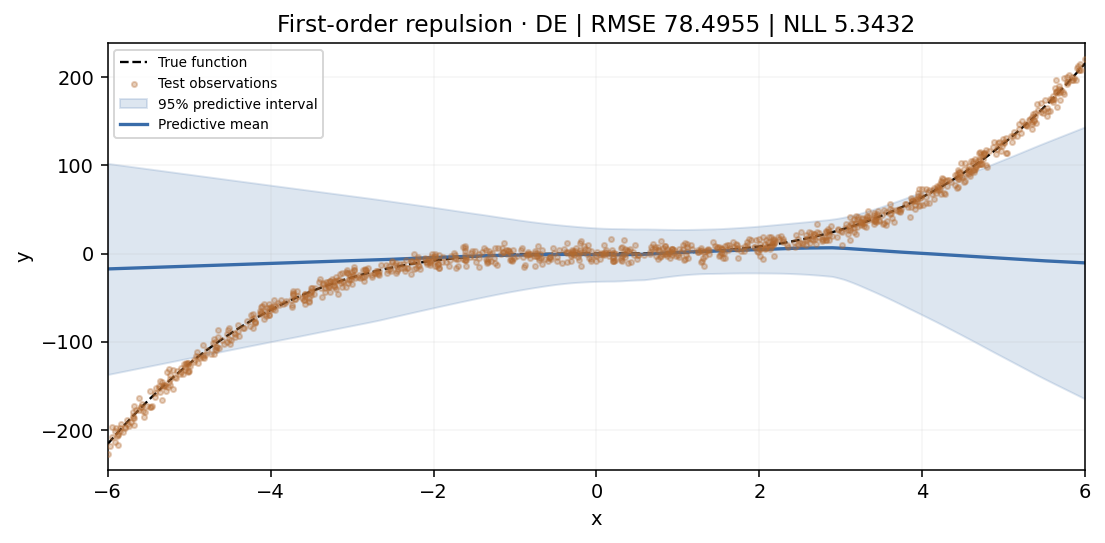 First-order repulsion · DE | RMSE 78.4955 | NLL 5.3432
True function
Test observations
95% predictive interval
Predictive mean
200
100
0
−100
−200
y
−6
−4
−2
0
2
4
6
x